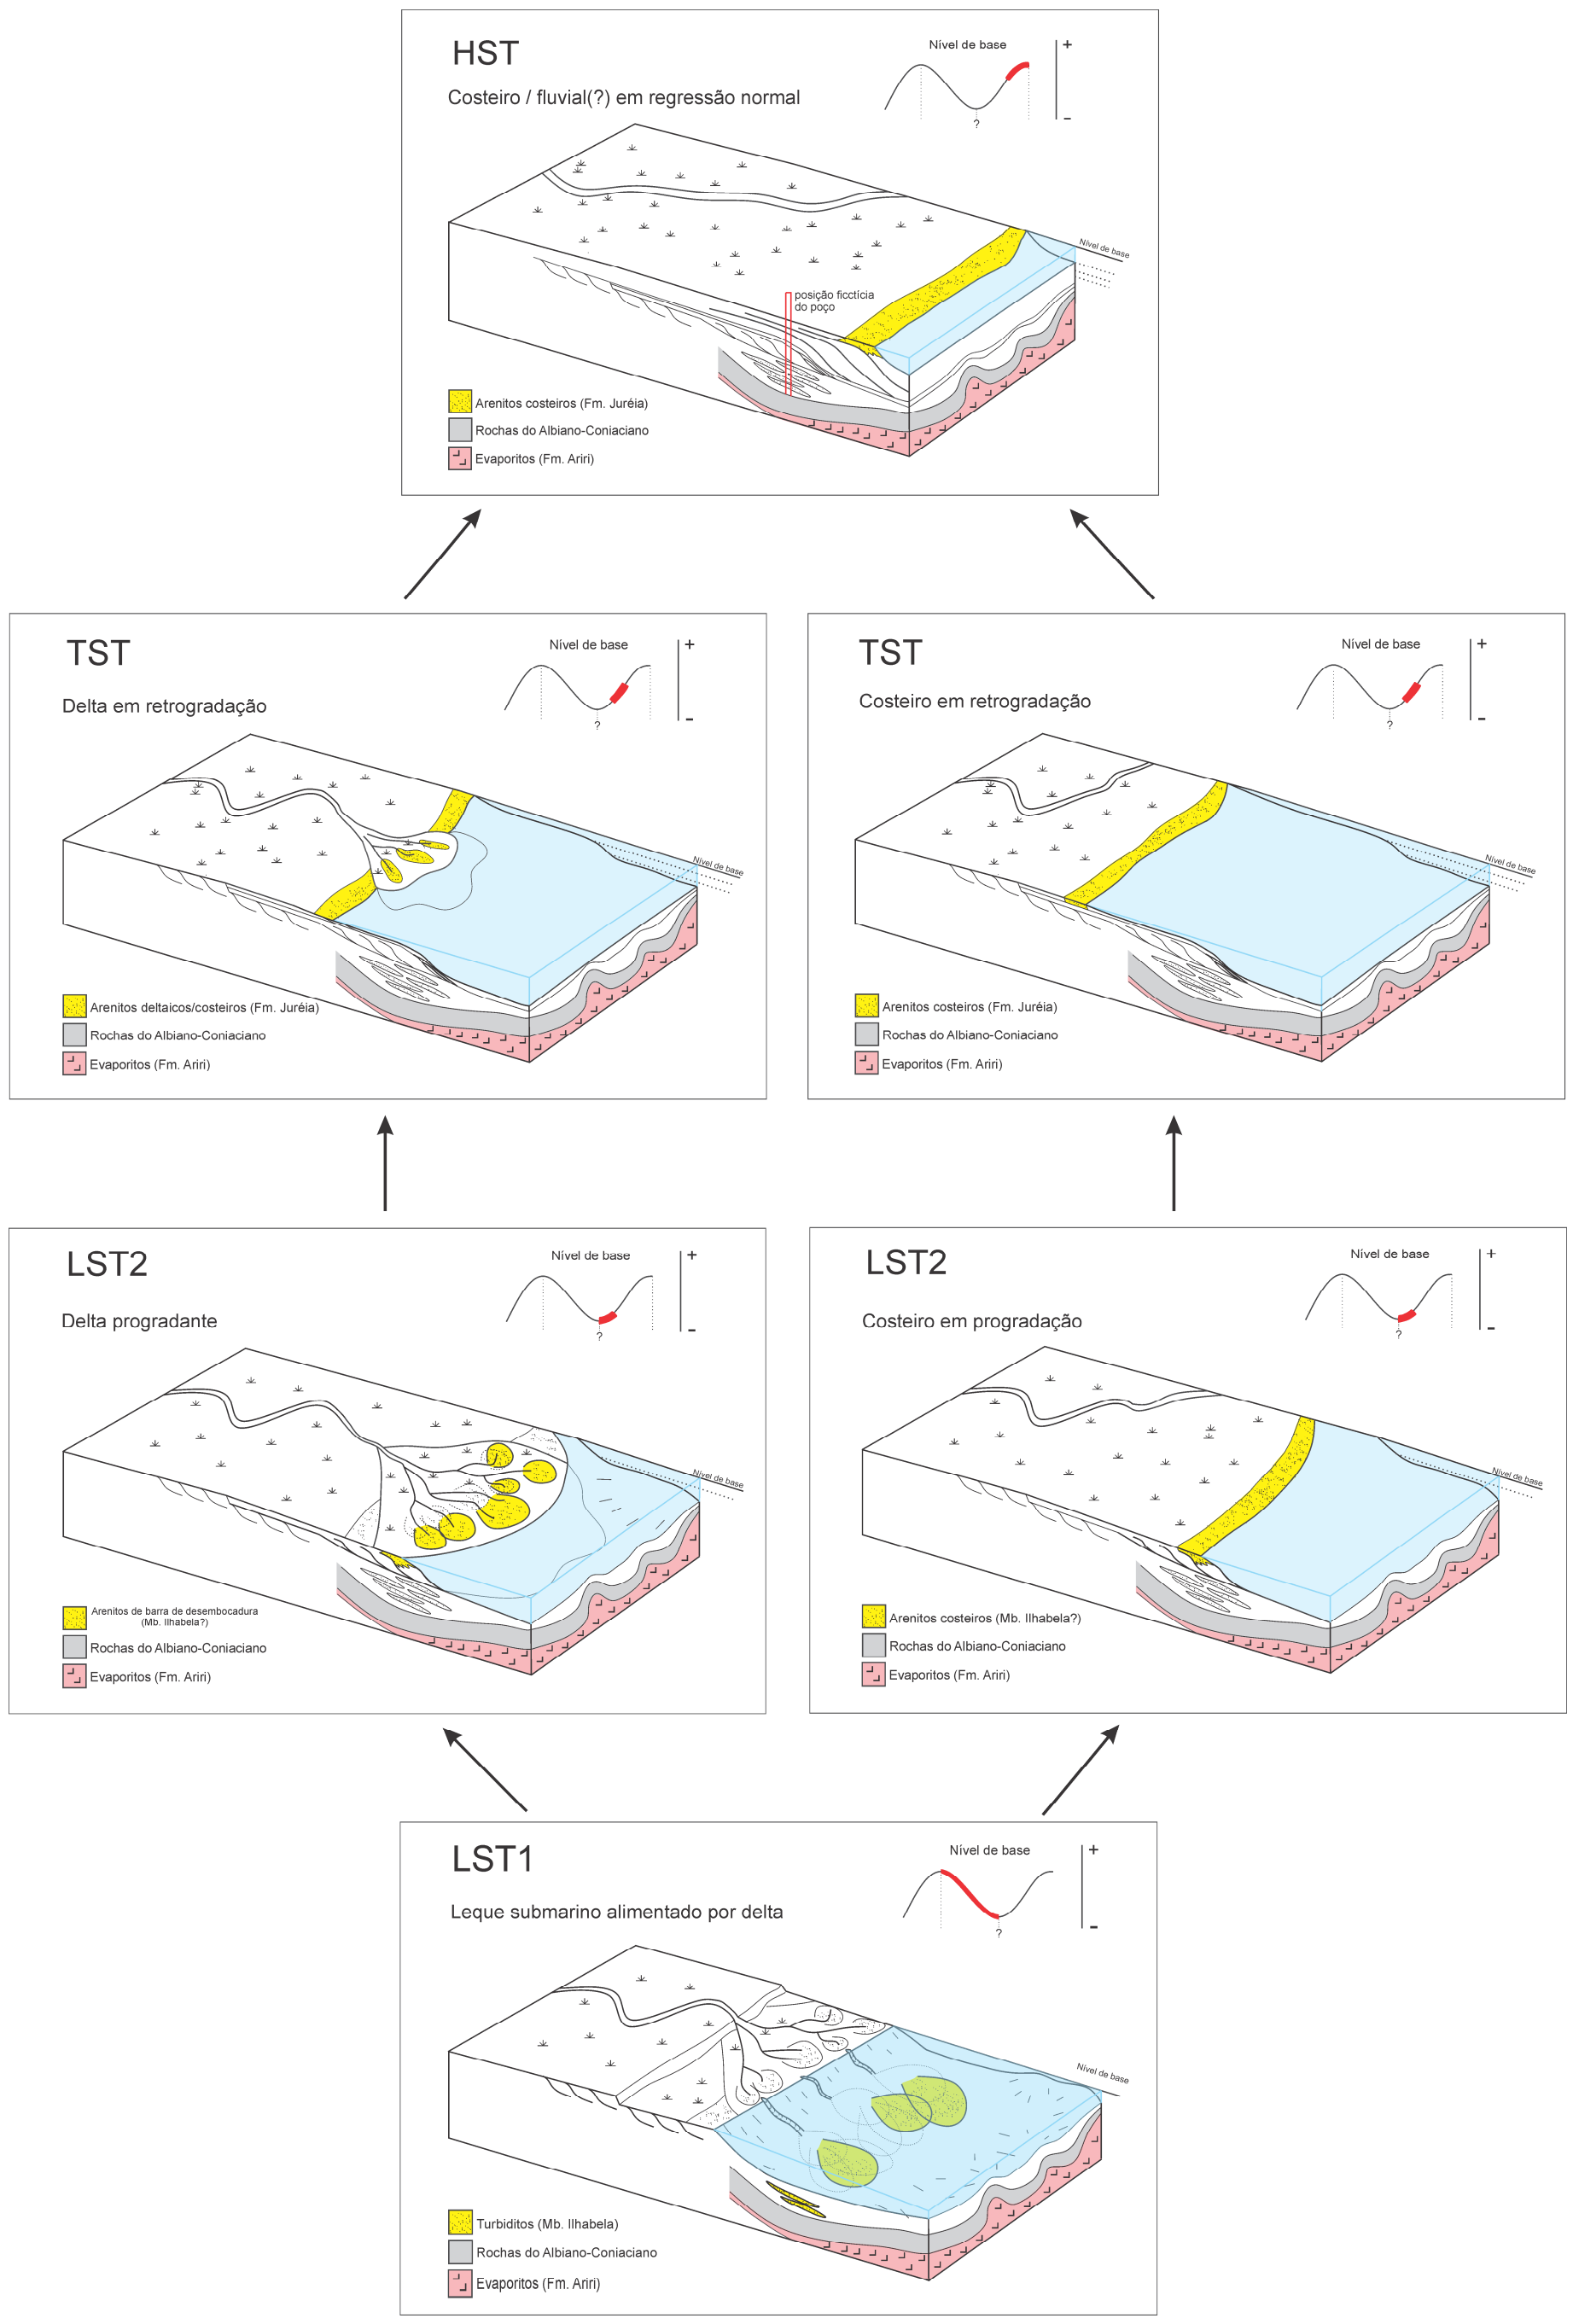 HST
Nível de base
+
Costeiro / fluvial(?) em regressão normal
-
?
Nível de base
posição ficctícia
do poço
Arenitos costeiros (Fm. Juréia)
Rochas do Albiano-Coniaciano
Evaporitos (Fm. Ariri)
TST
Nível de base
+
Delta em retrogradação
-
?
Nível de base
Arenitos deltaicos/costeiros (Fm. Juréia)
Rochas do Albiano-Coniaciano
Evaporitos (Fm. Ariri)
TST
Nível de base
+
Costeiro em retrogradação
-
?
Nível de base
Arenitos costeiros (Fm. Juréia)
Rochas do Albiano-Coniaciano
Evaporitos (Fm. Ariri)
LST2
Nível de base
+
Delta progradante
-
?
Nível de base
Arenitos de barra de desembocadura
(Mb. Ilhabela?)
Rochas do Albiano-Coniaciano
Evaporitos (Fm. Ariri)
LST2
Nível de base
+
Costeiro em progradação
-
?
Nível de base
Arenitos costeiros (Mb. Ilhabela?)
Rochas do Albiano-Coniaciano
Evaporitos (Fm. Ariri)
LST1
Nível de base
+
Leque submarino alimentado por delta
-
?
Nível de base
Turbiditos (Mb. Ilhabela)
Rochas do Albiano-Coniaciano
Evaporitos (Fm. Ariri)